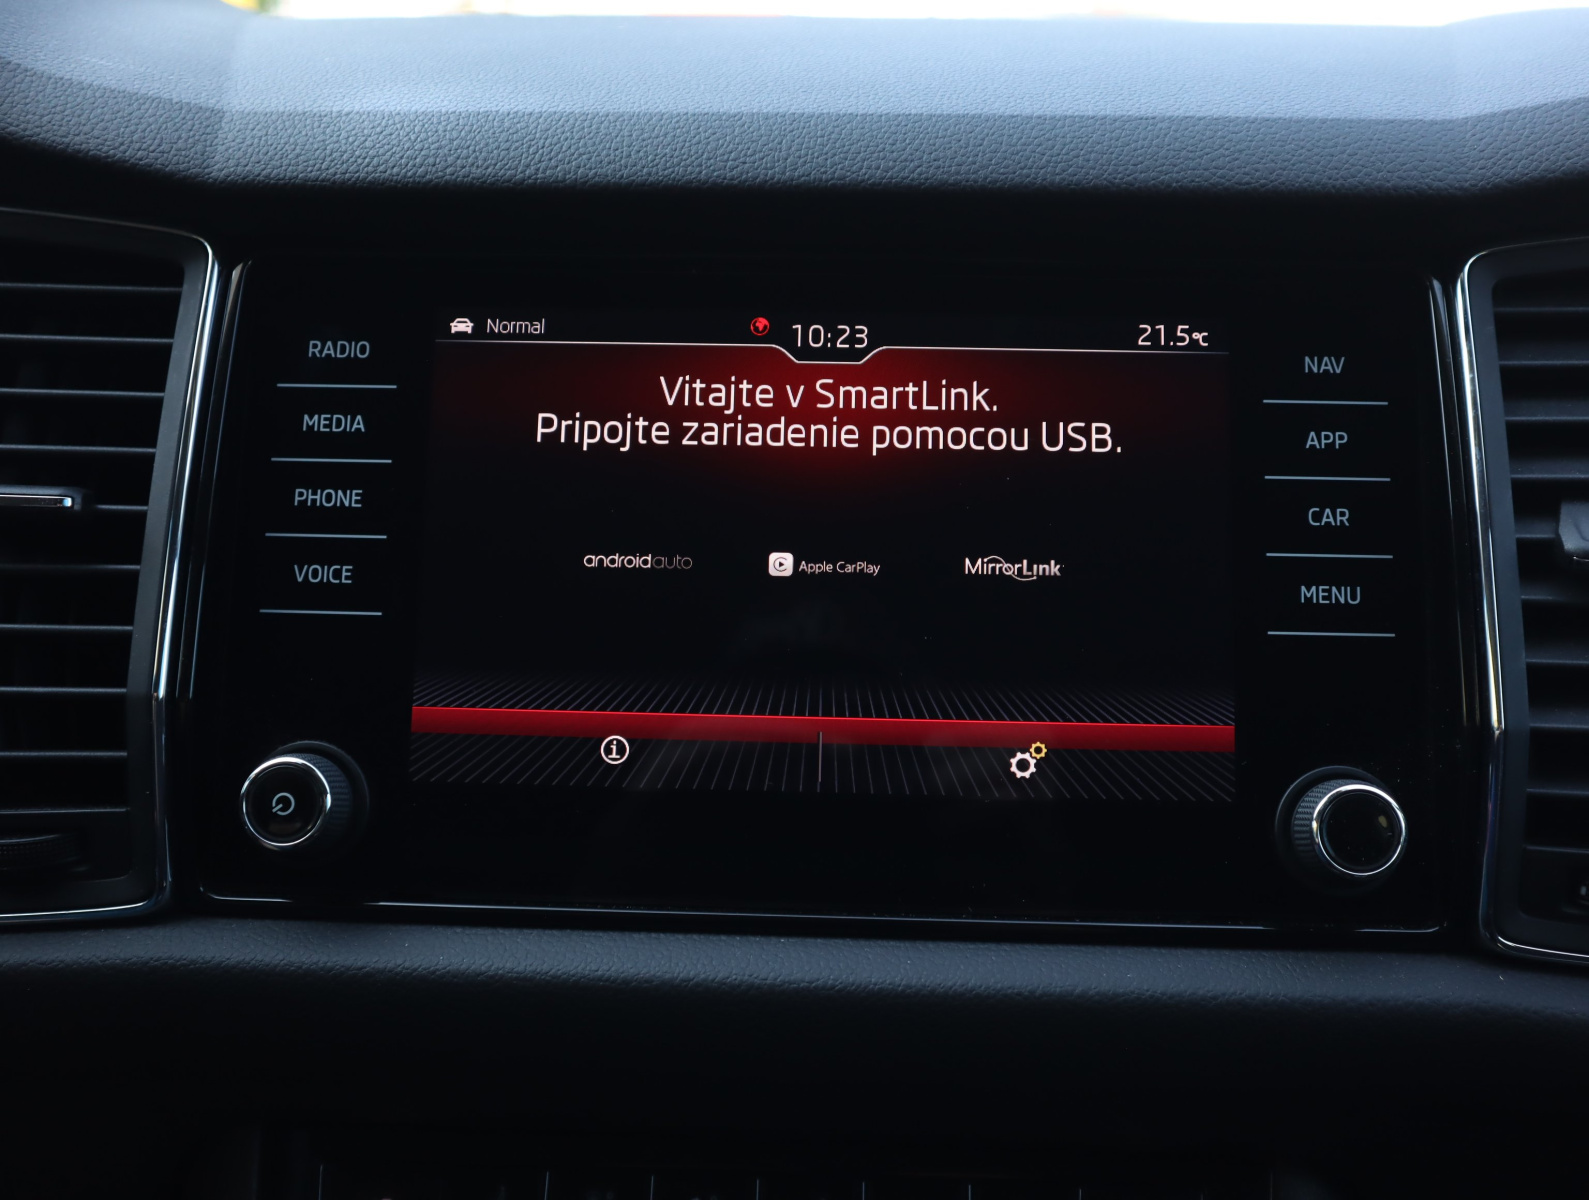 Normal
10:23
21.5°C
RADIO
MEDIA
PHONE
VOICE
Vitajte v SmartLink.
Pripojte zariadenie pomocou USB.
androidauto
Apple CarPlay
MirrorLink
NAV
APP
CAR
MENU